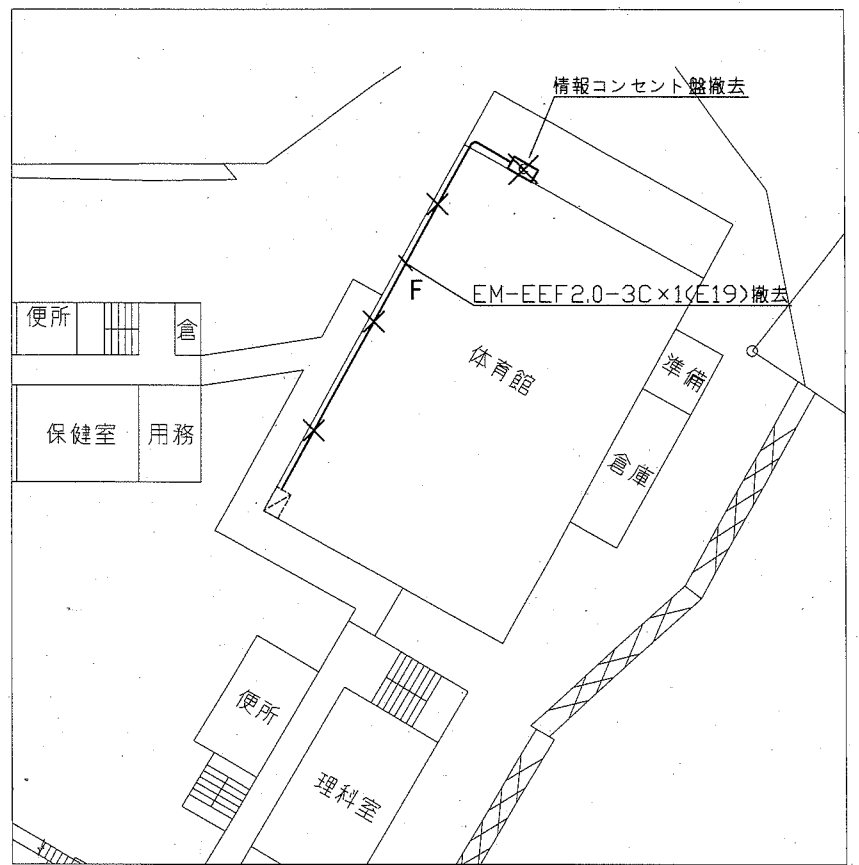 情報コンセント盤撤去
F
EM-EEF2.0-3C×1(E19)撤去
便所
倉
体育館
準備
保健室
用務
倉庫
便所
理科室